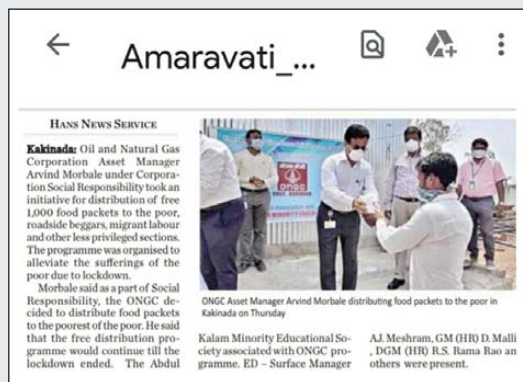 Amaravati_...
HANS NEWS SERVICE
Kakinada: Oil and Natural Gas
Corporation Asset Manager
Arvind Morbale under Corpora-
tion Social Responsibility took an
initiative for distribution of free
1,000 food packets to the poor,
roadside beggars, migrant labour
and other less privileged sections.
The programme was organised to
alleviate the sufferings of the
poor due to lockdown.
Morbale said as a part of Social
Responsibility, the ONGC de-
cided to distribute food packets
to the poorest of the poor. He said
that the free distribution pro-
gramme would continue till the
lockdown ended. The Abdul
ONGC
ONGC Asset Manager Arvind Morbale distributing food packets to the poor in
Kakinada on Thursday
Kalam Minority Educational So-
ciety associated with ONGC pro-
gramme. ED – Surface Manager
A.J. Meshram, GM (HR) D. Malli
, DGM (HR) R.S. Rama Rao an
others were present.